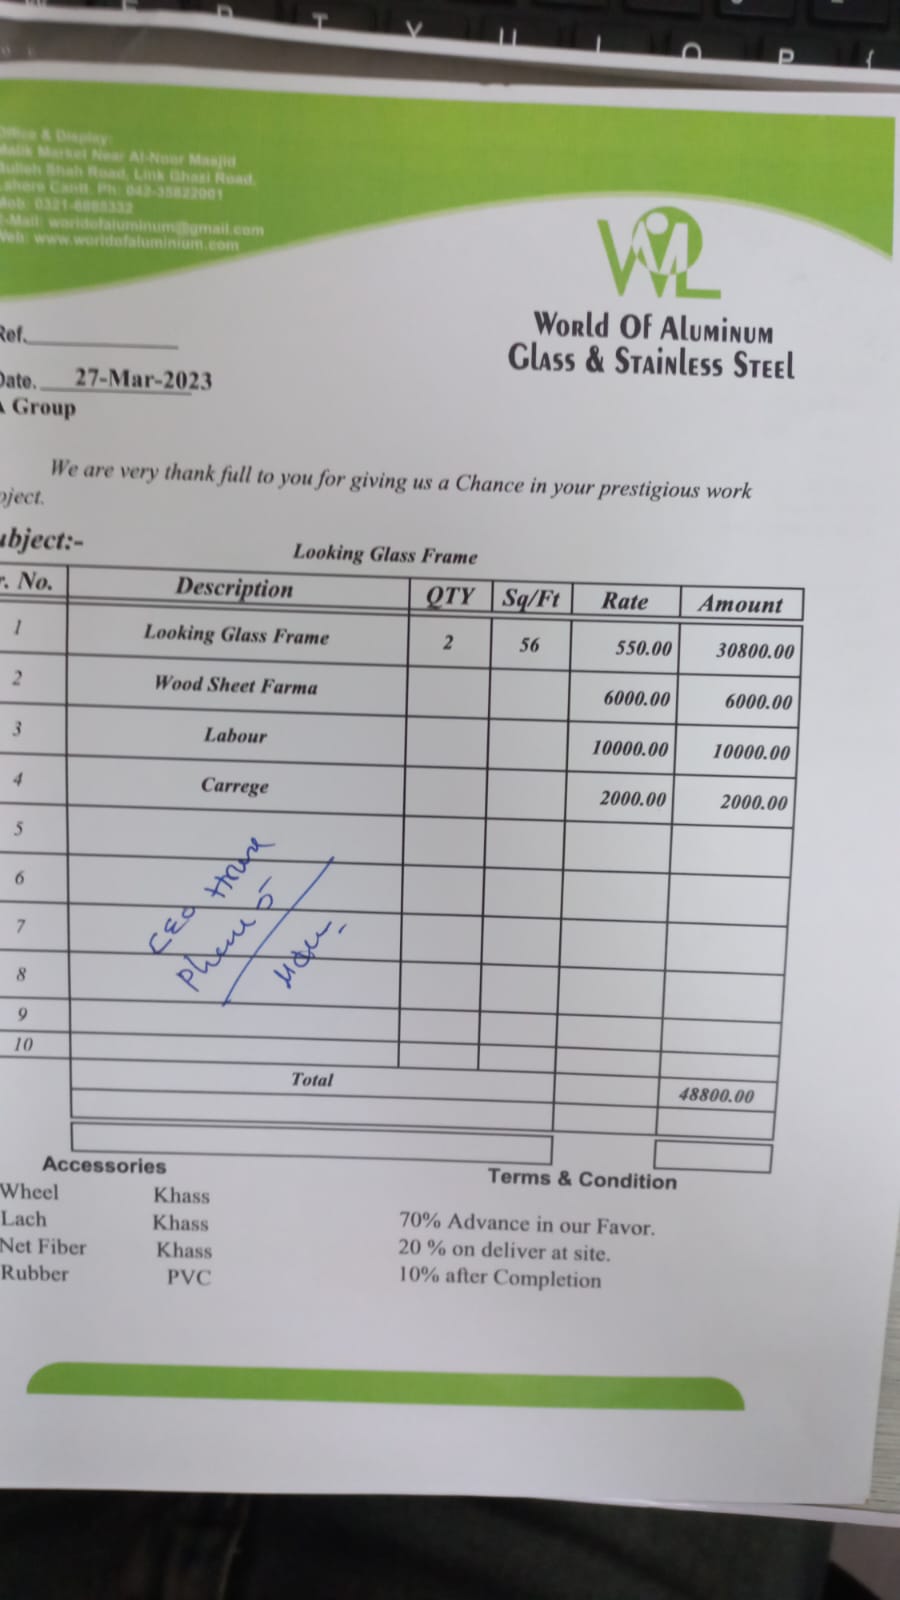 Office & Display:
Malik Market Near Al-Noor Masjid
Bulleh Shah Road, Link Ghazi Road,
Lahore Cantt. Ph: 042-35822001
Mob: 0321-8885332
E-Mail: worldofaluminum@gmail.com
Web: www.worldofaluminium.com
World Of Aluminum
Glass & Stainless Steel
Ref.
Date. 27-Mar-2023
A Group
We are very thank full to you for giving us a Chance in your prestigious work
oject.
ubject:- Looking Glass Frame
r. No. Description QTY Sq/Ft Rate Amount
1 Looking Glass Frame 2 56 550.00 30800.00
2 Wood Sheet Farma 6000.00 6000.00
3 Labour 10000.00 10000.00
4 Carrege 2000.00 2000.00
5
6
7
8
9
10
CEO House
Phase 5
Total 48800.00
Accessories
Wheel Khass
Lach Khass
Net Fiber Khass
Rubber PVC
Terms & Condition
70% Advance in our Favor.
20 % on deliver at site.
10% after Completion